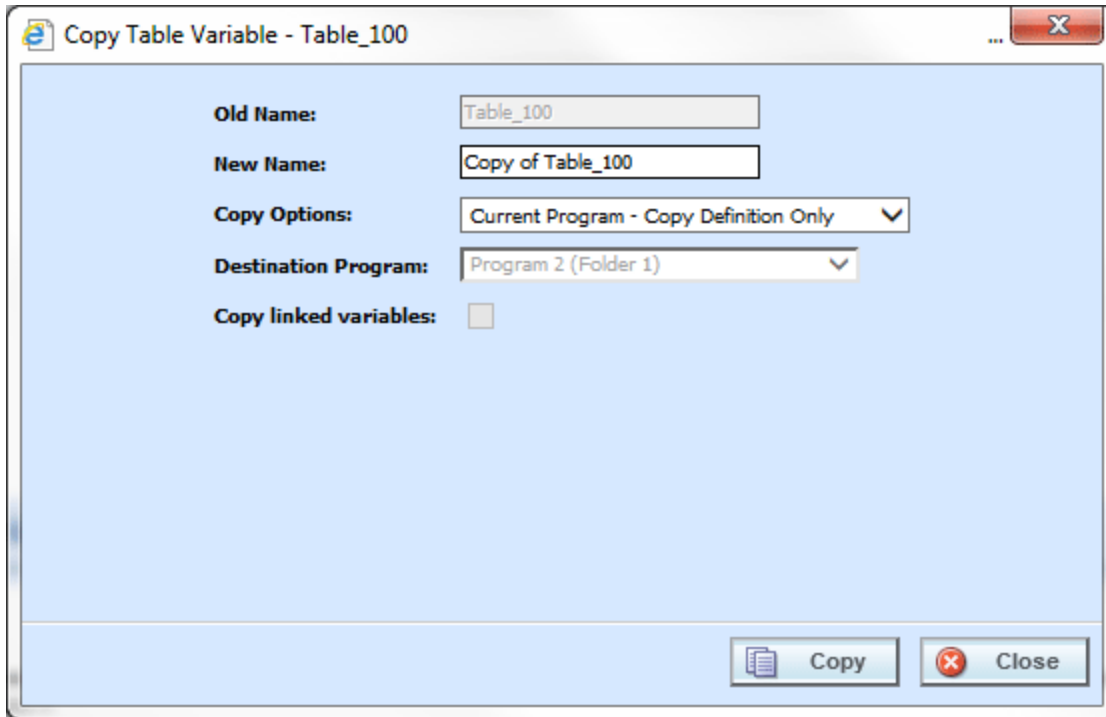 Copy Table Variable - Table_100
...
Old Name: Table_100
New Name: Copy of Table_100
Copy Options: Current Program - Copy Definition Only
Destination Program: Program 2 (Folder 1)
Copy linked variables:
Copy Close